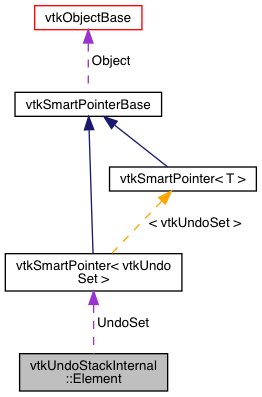 vtkObjectBase
Object
vtkSmartPointerBase
vtkSmartPointer< T >
< vtkUndoSet >
vtkSmartPointer< vtkUndo
Set >
UndoSet
vtkUndoStackInternal
::Element